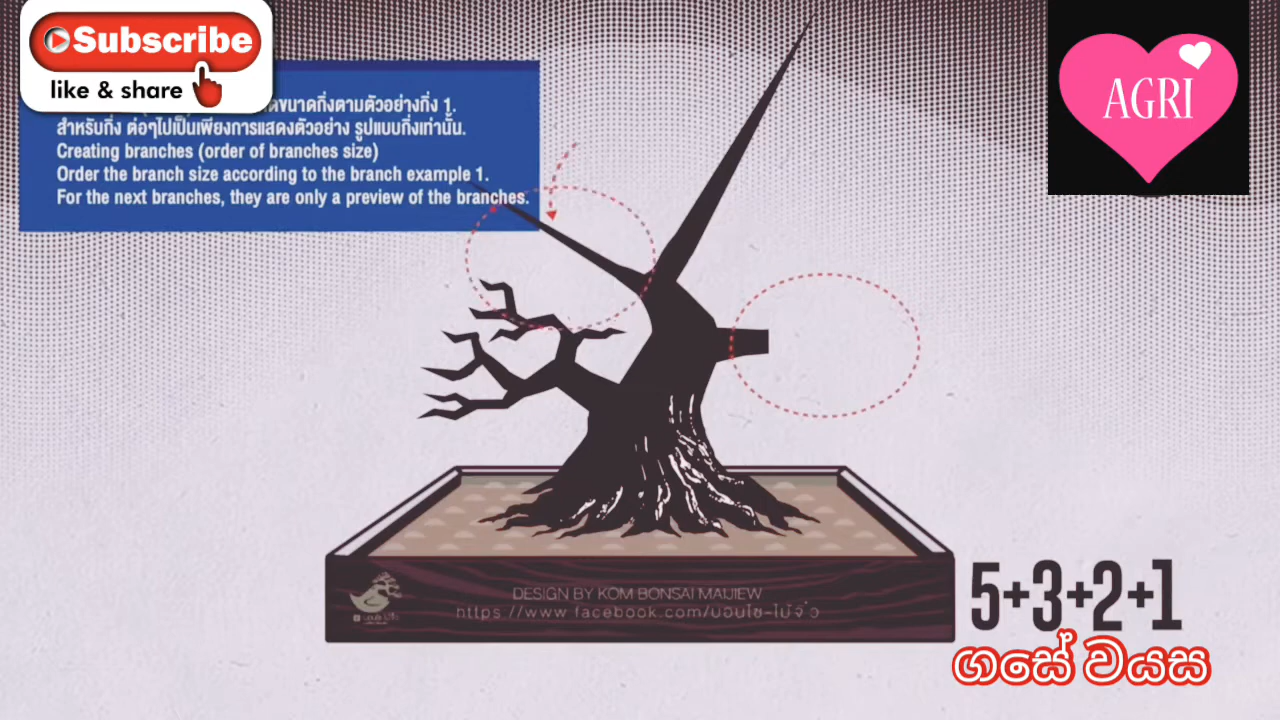 Subscribe
like & share
AGRI
ดขนาดกิ่งตามตัวอย่างกิ่ง 1.
สำหรับกิ่ง ต่อๆไปเป็นเพียงการแสดงตัวอย่าง รูปแบบกิ่งเท่านั้น.
Creating branches (order of branches size)
Order the branch size according to the branch example 1.
For the next branches, they are only a preview of the branches.
DESIGN BY KOM BONSAI MAIJIEW
https://www.facebook.com/บอนไซ-ไม้จิ๋ว
5+3+2+1
ගසේ වයස